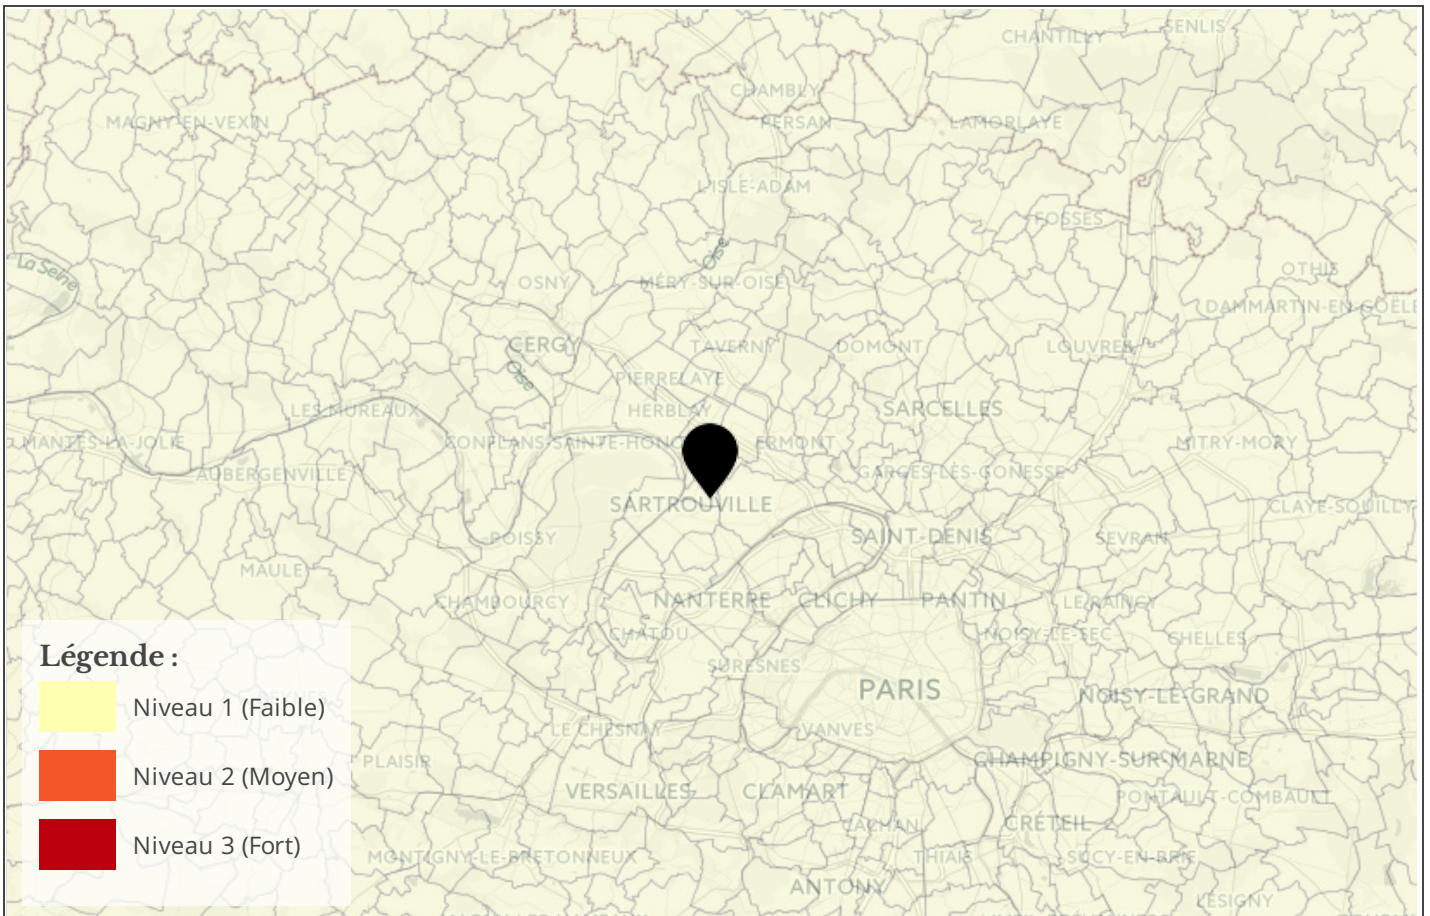 CHANTILLY
SENLIS
CHAMBLY
MAGNY-EN-VEXIN
PERSAN
LAMORLAYE
L'ISLE-ADAM
FOSSES
Oise
La Seine
OSNY
MÉRY-SUR-OISE
OTHIS
DAMMARTIN-EN-GOËLE
CERGY
TAVERNY
DOMONT
LOUVRES
Oise
PIERRELAYE
LES MUREAUX
HERBLAY
SARCELLES
MANTES-LA-JOLIE
CONFLANS-SAINTE-HONO
ERMONT
MITRY-MORY
AUBERGENVILLE
GARGES-LÈS-GONESSE
SARTROUVILLE
CLAYE-SOUILLY
POISSY
SAINT-DENIS
SEVRAN
MAULE
CHAMBOURCY
NANTERRE
CLICHY
PANTIN
LE RAINCY
CHATOU
NOISY-LE-SEC
CHELLES
SURESNES
PARIS
NOISY-LE-GRAND
LE CHESNAY
VANVES
PLAISIR
CHAMPIGNY-SUR-MARNE
VERSAILLES
CLAMART
PONTAULT-COMBAULT
CACHAN
CRÉTEIL
MONTIGNY-LE-BRETONNEUX
THIAIS
SUCY-EN-BRIE
ANTONY
LÉSIGNY
Légende :
Niveau 1 (Faible)
Niveau 2 (Moyen)
Niveau 3 (Fort)